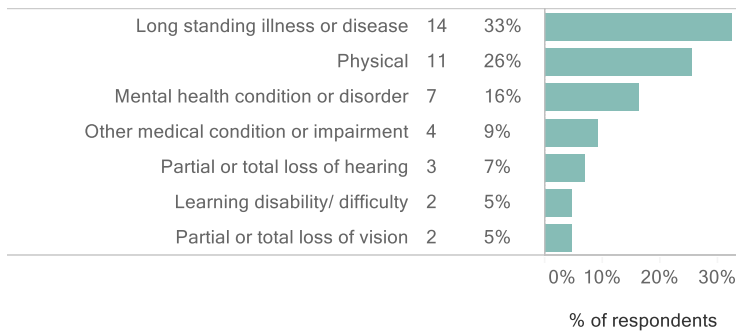 Long standing illness or disease 14 33%
Physical 11 26%
Mental health condition or disorder 7 16%
Other medical condition or impairment 4 9%
Partial or total loss of hearing 3 7%
Learning disability/ difficulty 2 5%
Partial or total loss of vision 2 5%
0% 10% 20% 30%
% of respondents